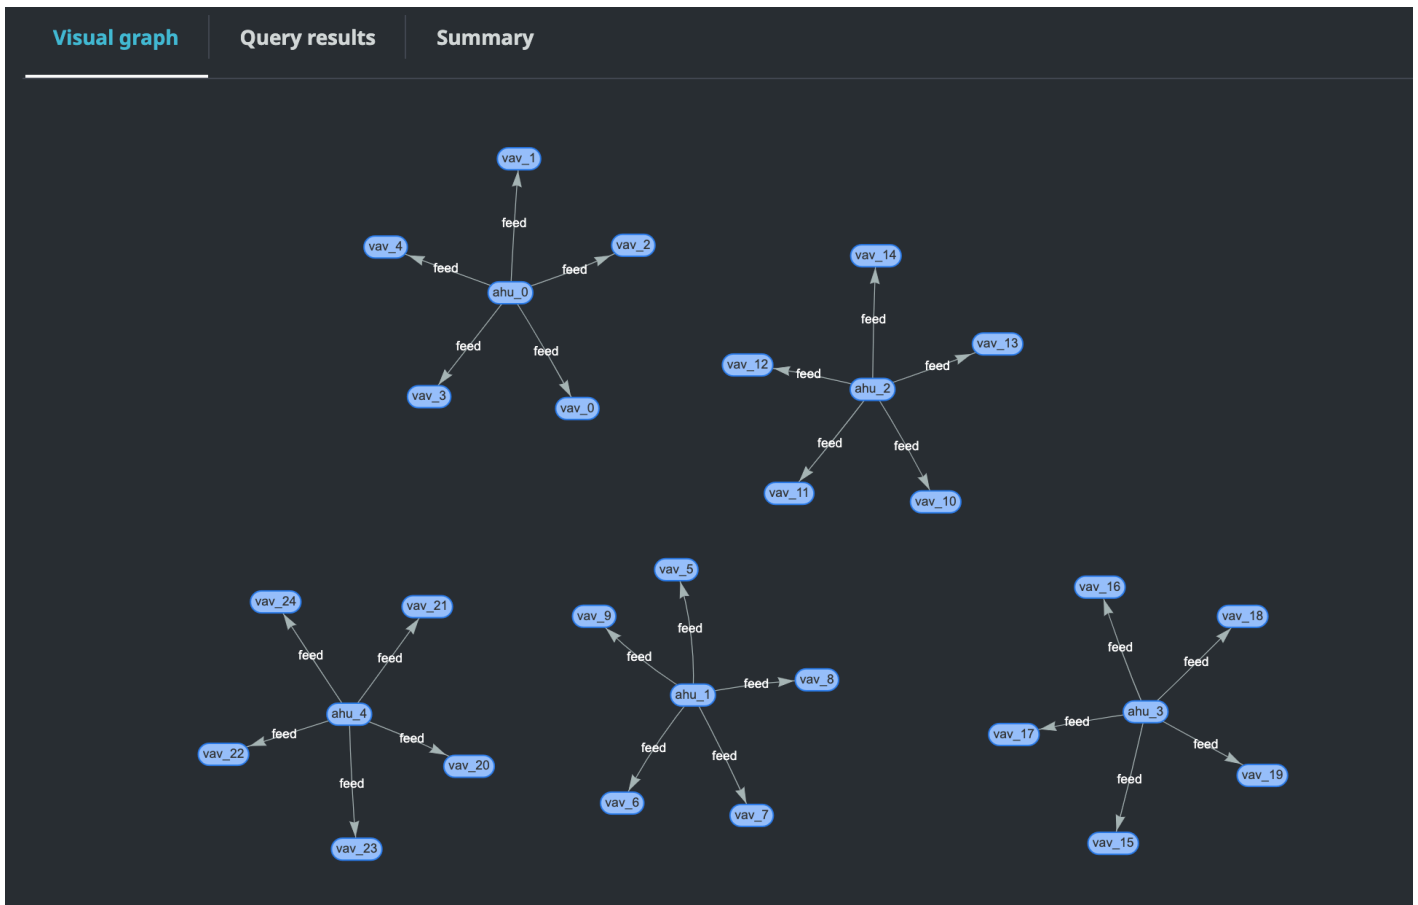 Visual graph
Query results
Summary
vav_1
feed
vav_4
vav_2
feed
feed
ahu_0
feed
feed
vav_3
vav_0
vav_14
feed
vav_13
vav_12
feed
feed
ahu_2
feed
feed
vav_11
vav_10
vav_24
vav_21
feed
feed
ahu_4
feed
feed
vav_22
vav_20
feed
vav_23
vav_5
vav_9
feed
feed
vav_8
feed
ahu_1
feed
feed
vav_6
vav_7
vav_16
vav_18
feed
feed
ahu_3
feed
vav_17
feed
vav_19
feed
vav_15